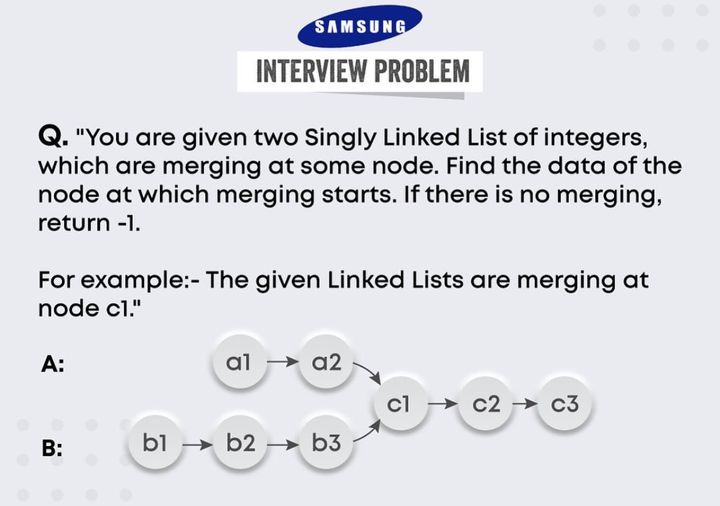 SAMSUNG
INTERVIEW PROBLEM
Q. "You are given two Singly Linked List of integers,
which are merging at some node. Find the data of the
node at which merging starts. If there is no merging,
return -1.
For example:- The given Linked Lists are merging at
node c1."
A:
a1
a2
c1
c2
c3
B:
b1
b2
b3